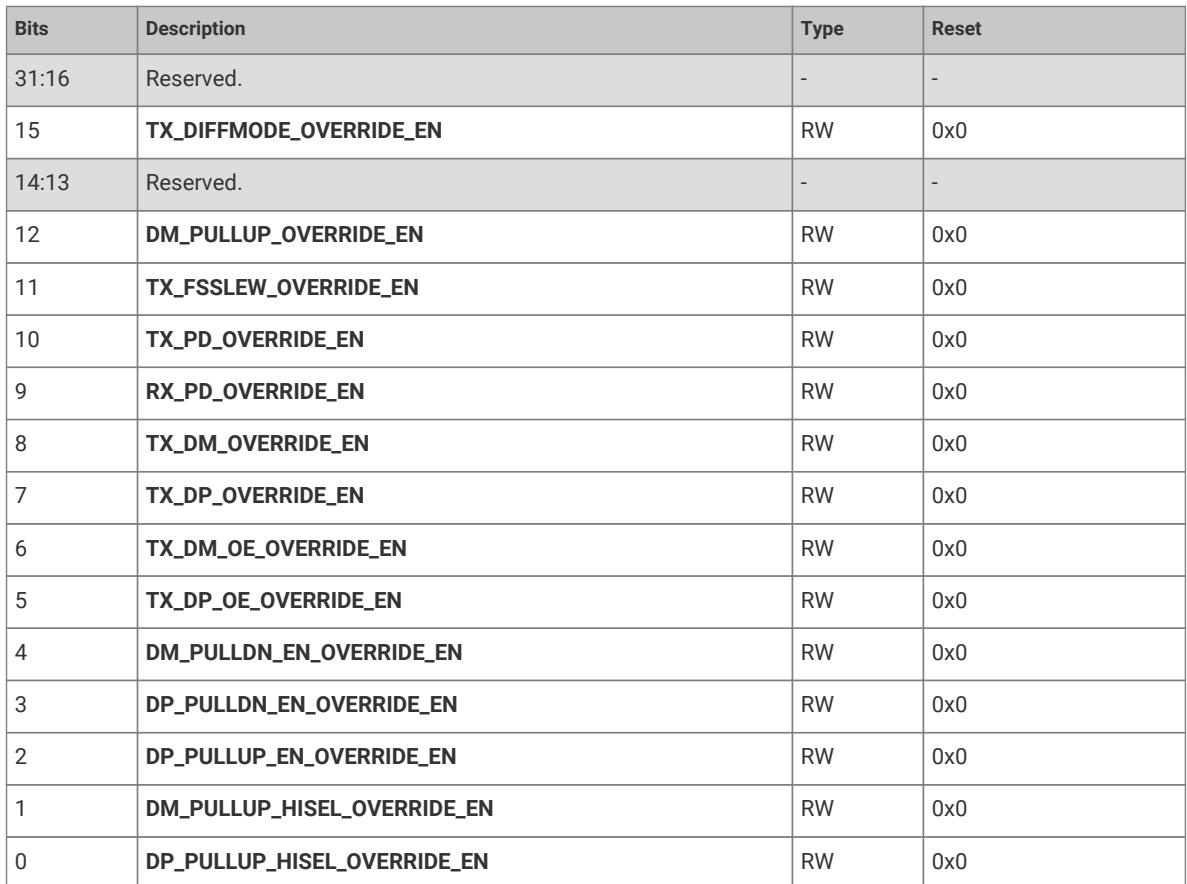 Bits Description Type Reset
31:16 Reserved. - -
15 TX_DIFFMODE_OVERRIDE_EN RW 0x0
14:13 Reserved. - -
12 DM_PULLUP_OVERRIDE_EN RW 0x0
11 TX_FSSLEW_OVERRIDE_EN RW 0x0
10 TX_PD_OVERRIDE_EN RW 0x0
9 RX_PD_OVERRIDE_EN RW 0x0
8 TX_DM_OVERRIDE_EN RW 0x0
7 TX_DP_OVERRIDE_EN RW 0x0
6 TX_DM_OE_OVERRIDE_EN RW 0x0
5 TX_DP_OE_OVERRIDE_EN RW 0x0
4 DM_PULLDN_EN_OVERRIDE_EN RW 0x0
3 DP_PULLDN_EN_OVERRIDE_EN RW 0x0
2 DP_PULLUP_EN_OVERRIDE_EN RW 0x0
1 DM_PULLUP_HISEL_OVERRIDE_EN RW 0x0
0 DP_PULLUP_HISEL_OVERRIDE_EN RW 0x0